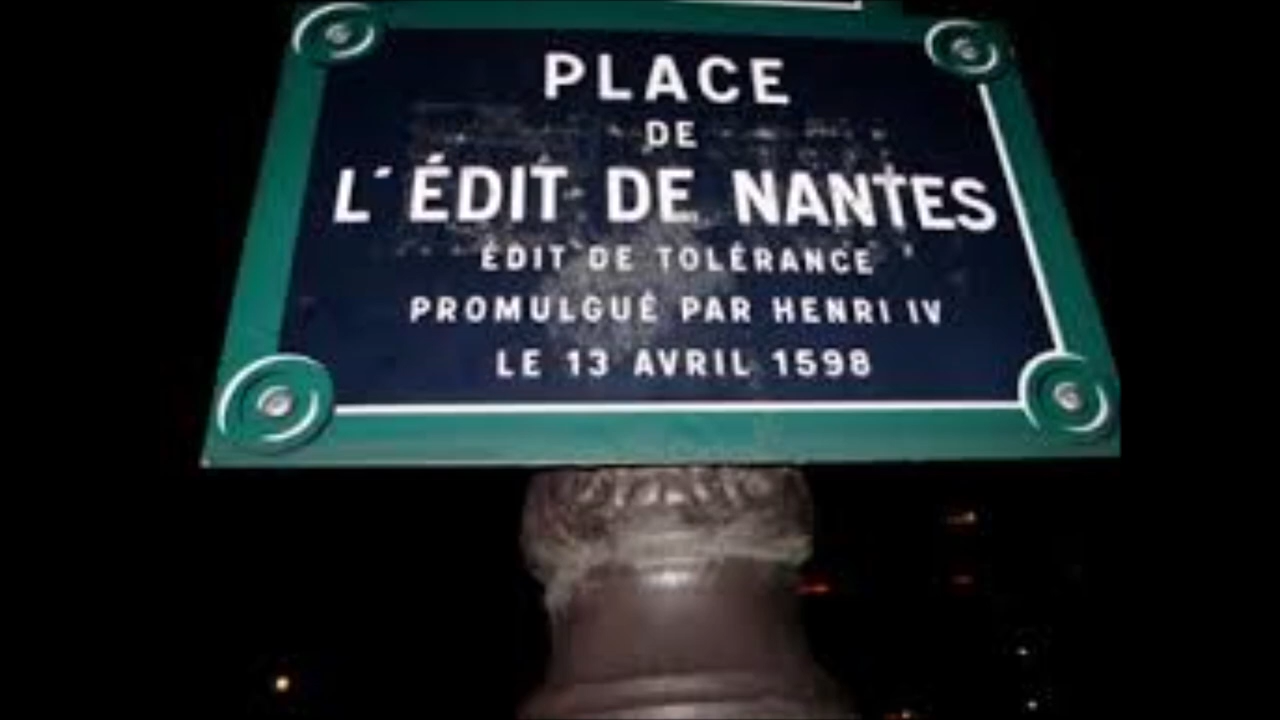 PLACE
DE
L'ÉDIT DE NANTES
ÉDIT DE TOLÉRANCE
PROMULGUÉ PAR HENRI IV
LE 13 AVRIL 1598